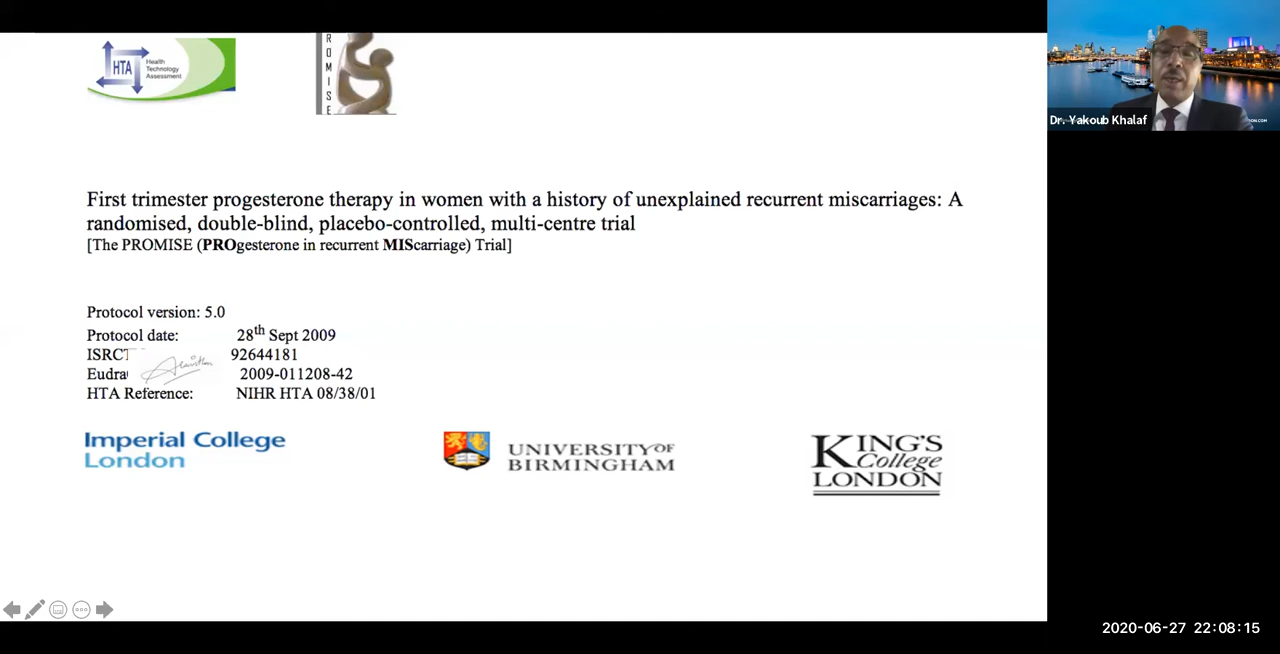 HTA
Health
Technology
Assessment
R
O
M
I
S
E
Dr. Yakoub Khalaf
First trimester progesterone therapy in women with a history of unexplained recurrent miscarriages: A
randomised, double-blind, placebo-controlled, multi-centre trial
[The PROMISE (PROgesterone in recurrent MIScarriage) Trial]
Protocol version: 5.0
Protocol date: 28th Sept 2009
ISRCT 92644181
Eudra 2009-011208-42
HTA Reference: NIHR HTA 08/38/01
Imperial College
London
UNIVERSITY OF
BIRMINGHAM
KING'S
College
LONDON
2020-06-27 22:08:15